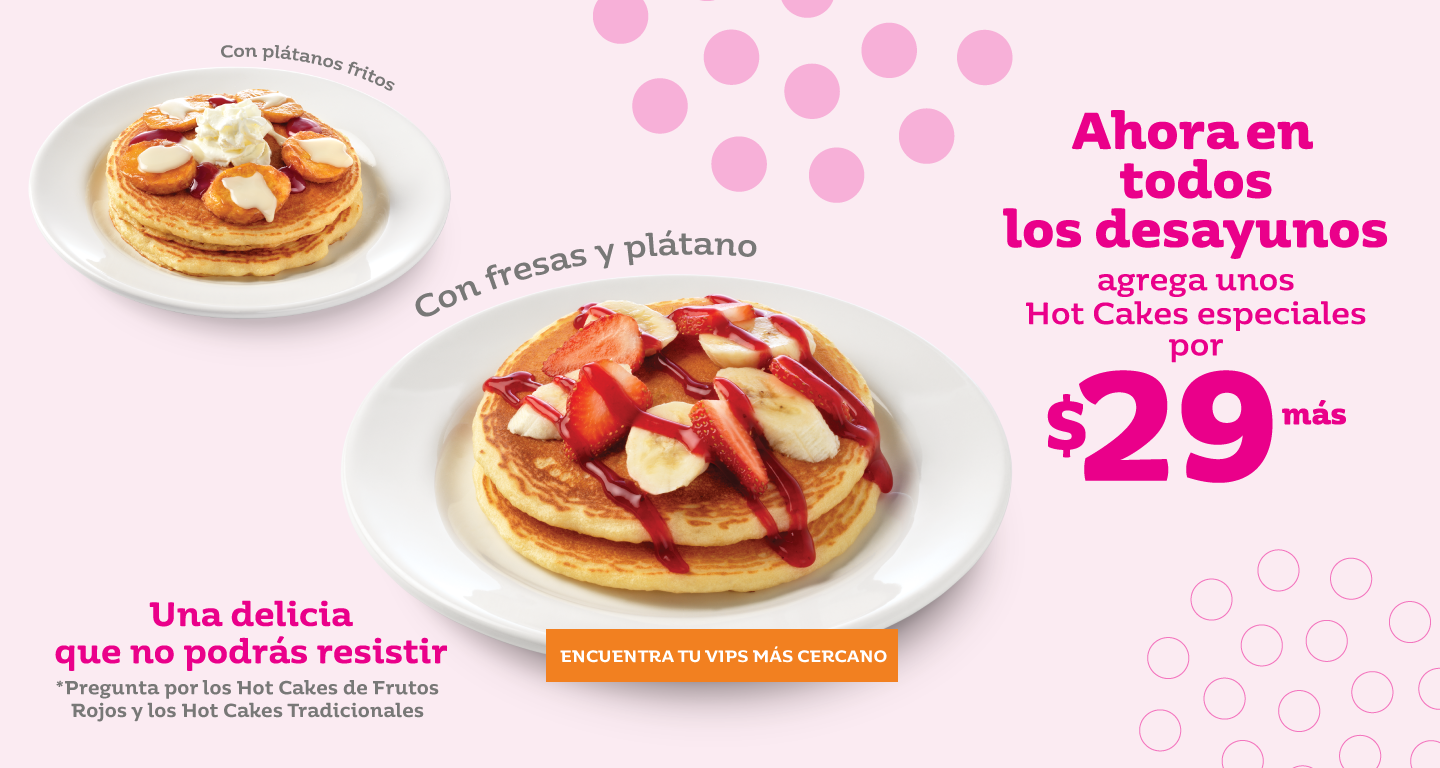 Con plátanos fritos
Con fresas y plátano
Ahora en
todos
los desayunos
agrega unos
Hot Cakes especiales
por
$29 más
Una delicia
que no podrás resistir
*Pregunta por los Hot Cakes de Frutos
Rojos y los Hot Cakes Tradicionales
ENCUENTRA TU VIPS MÁS CERCANO